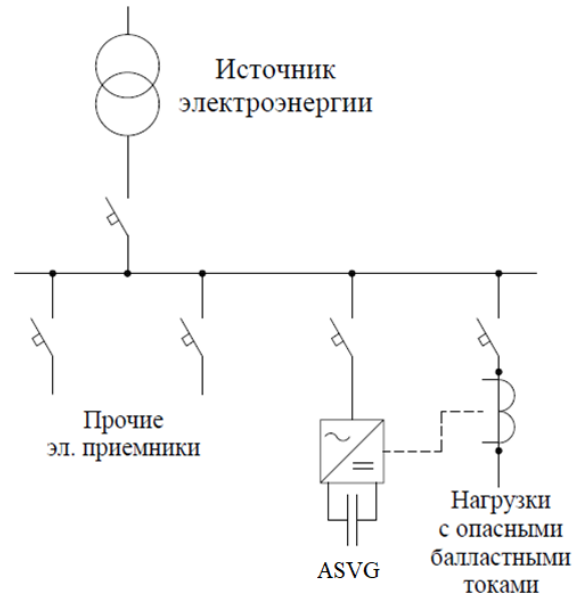 Источник
электроэнергии
Прочие
эл. приемники
ASVG
Нагрузки
с опасными
балластными
токами